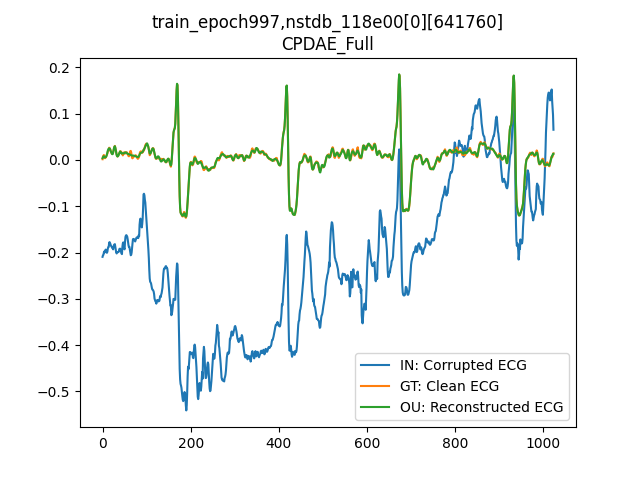 train_epoch997,nstdb_118e00[0][641760]
CPDAE_Full
0.2
0.1
0.0
−0.1
−0.2
−0.3
−0.4
−0.5
IN: Corrupted ECG
GT: Clean ECG
OU: Reconstructed ECG
0 200 400 600 800 1000